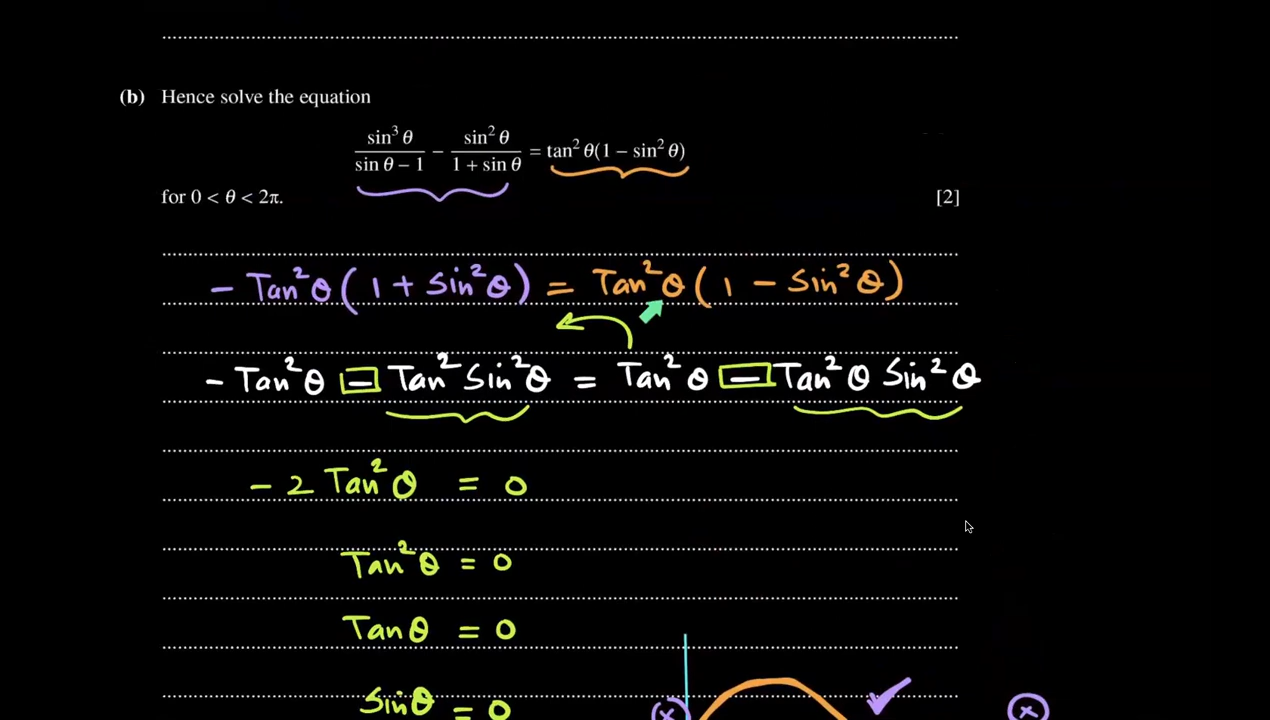 (b) Hence solve the equation
sin³ θ / (sin θ − 1) − sin² θ / (1 + sin θ) = tan² θ(1 − sin² θ)
for 0 < θ < 2π. [2]
− Tan²θ ( 1 + Sin²θ ) = Tan²θ ( 1 − Sin²θ )
− Tan²θ − Tan² Sin²θ = Tan²θ − Tan²θ Sin²θ
− 2 Tan²θ = 0
Tan²θ = 0
Tanθ = 0
Sinθ = 0